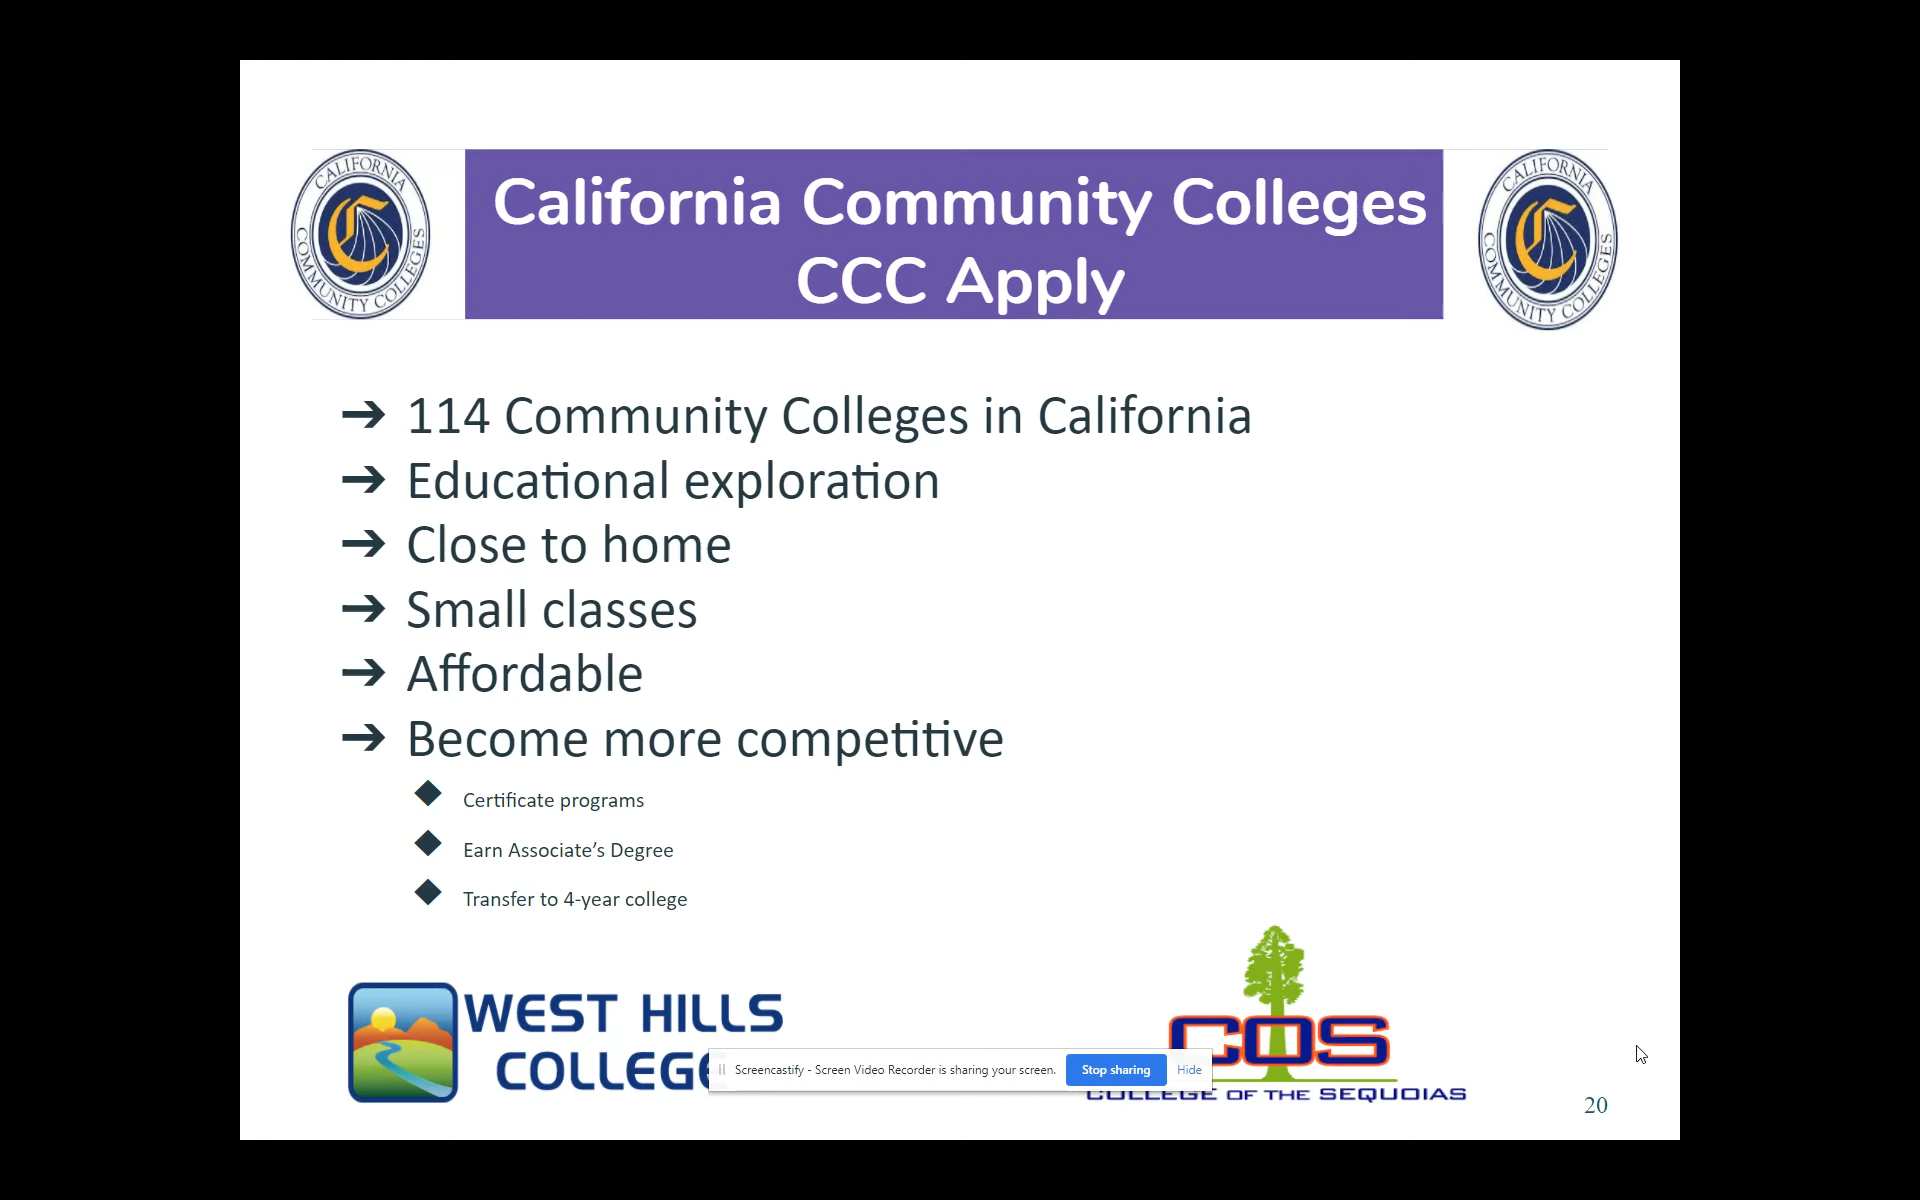 CALIFORNIA
COMMUNITY COLLEGES
California Community Colleges
CCC Apply
CALIFORNIA
COMMUNITY COLLEGES
➔ 114 Community Colleges in California
➔ Educational exploration
➔ Close to home
➔ Small classes
➔ Affordable
➔ Become more competitive
◆ Certificate programs
◆ Earn Associate’s Degree
◆ Transfer to 4-year college
WEST HILLS
COLLEGE
COS
COLLEGE OF THE SEQUOIAS
Screencastify - Screen Video Recorder is sharing your screen.
Stop sharing
Hide
20